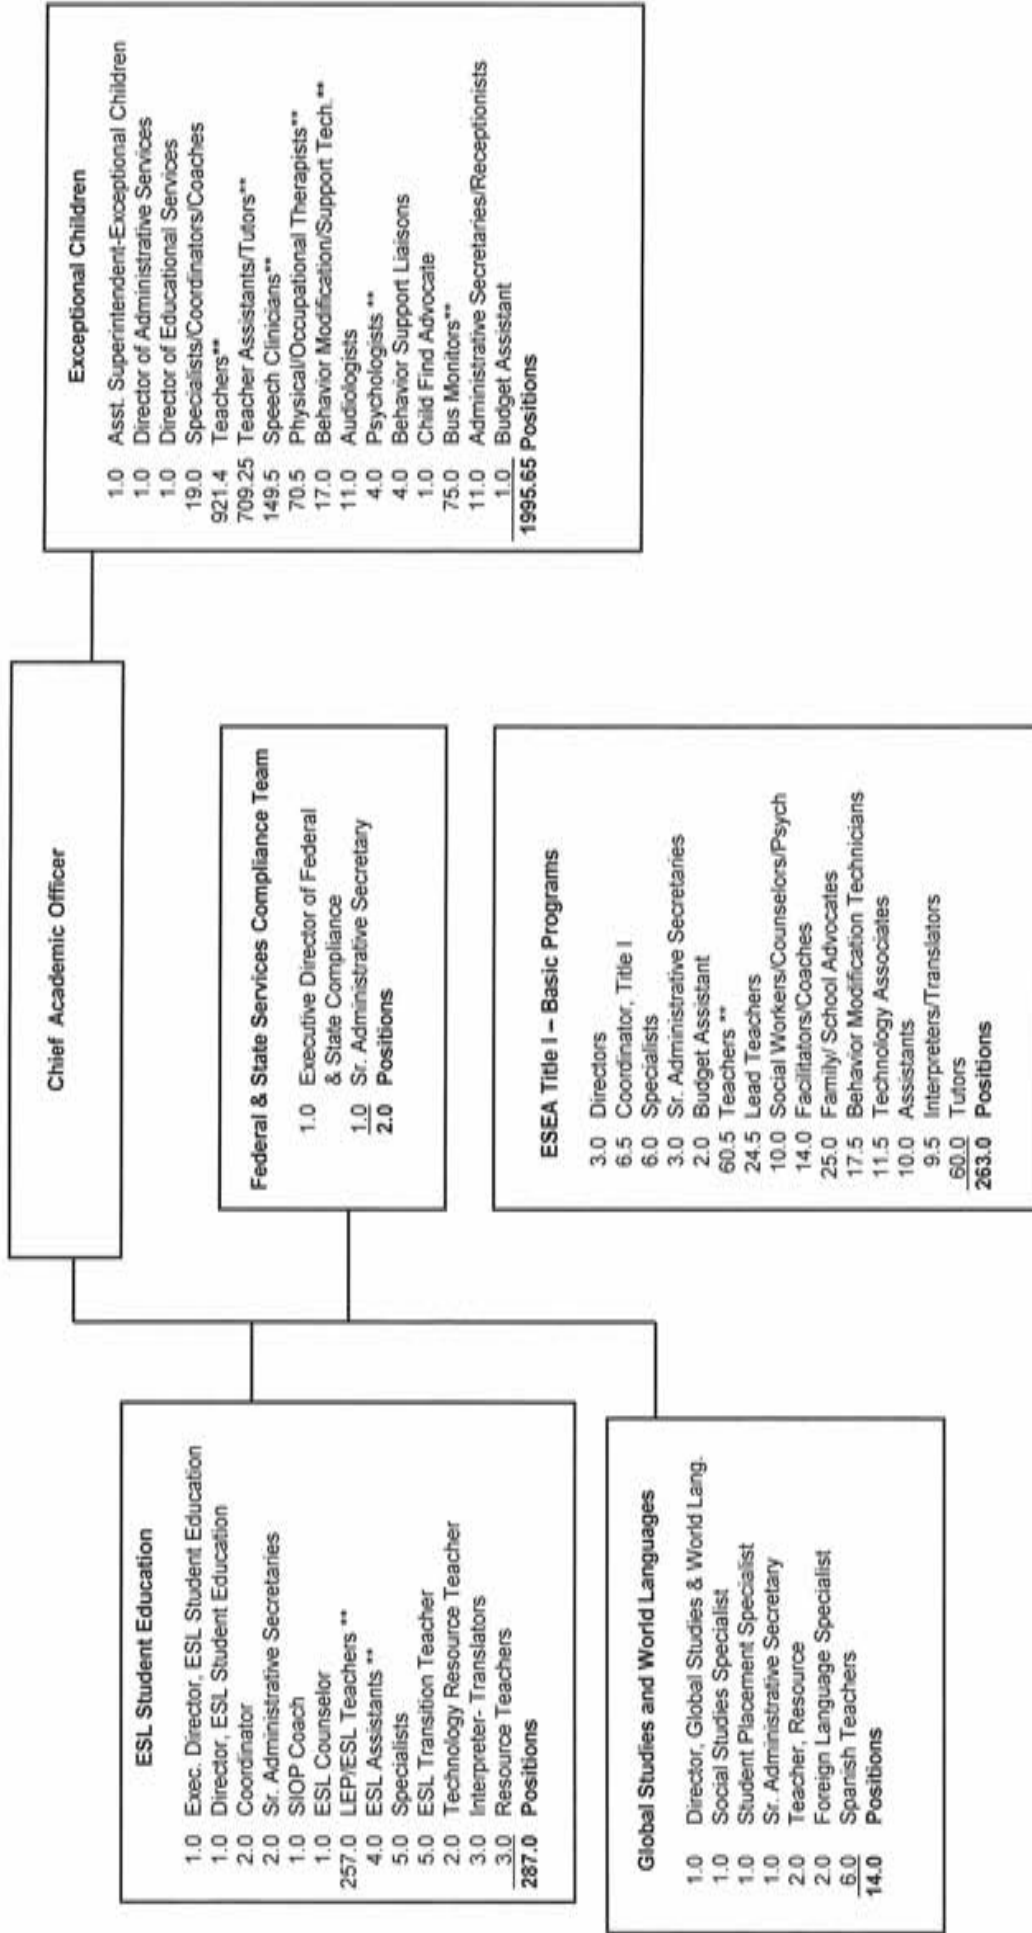 Chief Academic Officer
ESL Student Education
1.0 Exec. Director, ESL Student Education
1.0 Director, ESL Student Education
2.0 Coordinator
2.0 Sr. Administrative Secretaries
1.0 SIOP Coach
1.0 ESL Counselor
257.0 LEP/ESL Teachers **
4.0 ESL Assistants **
5.0 Specialists
5.0 ESL Transition Teacher
2.0 Technology Resource Teacher
3.0 Interpreter- Translators
3.0 Resource Teachers
287.0 Positions
Global Studies and World Languages
1.0 Director, Global Studies & World Lang.
1.0 Social Studies Specialist
1.0 Student Placement Specialist
1.0 Sr. Administrative Secretary
2.0 Teacher, Resource
2.0 Foreign Language Specialist
6.0 Spanish Teachers
14.0 Positions
Federal & State Services Compliance Team
1.0 Executive Director of Federal
& State Compliance
1.0 Sr. Administrative Secretary
2.0 Positions
ESEA Title I – Basic Programs
3.0 Directors
6.5 Coordinator, Title I
6.0 Specialists
3.0 Sr. Administrative Secretaries
2.0 Budget Assistant
60.5 Teachers **
24.5 Lead Teachers
10.0 Social Workers/Counselors/Psych
14.0 Facilitators/Coaches
25.0 Family/ School Advocates
17.5 Behavior Modification Technicians
11.5 Technology Associates
10.0 Assistants
9.5 Interpreters/Translators
60.0 Tutors
263.0 Positions
Exceptional Children
1.0 Asst. Superintendent-Exceptional Children
1.0 Director of Administrative Services
1.0 Director of Educational Services
19.0 Specialists/Coordinators/Coaches
921.4 Teachers**
709.25 Teacher Assistants/Tutors**
149.5 Speech Clinicians**
70.5 Physical/Occupational Therapists**
17.0 Behavior Modification/Support Tech.**
11.0 Audiologists
4.0 Psychologists **
4.0 Behavior Support Liaisons
1.0 Child Find Advocate
75.0 Bus Monitors**
11.0 Administrative Secretaries/Receptionists
1.0 Budget Assistant
1995.65 Positions